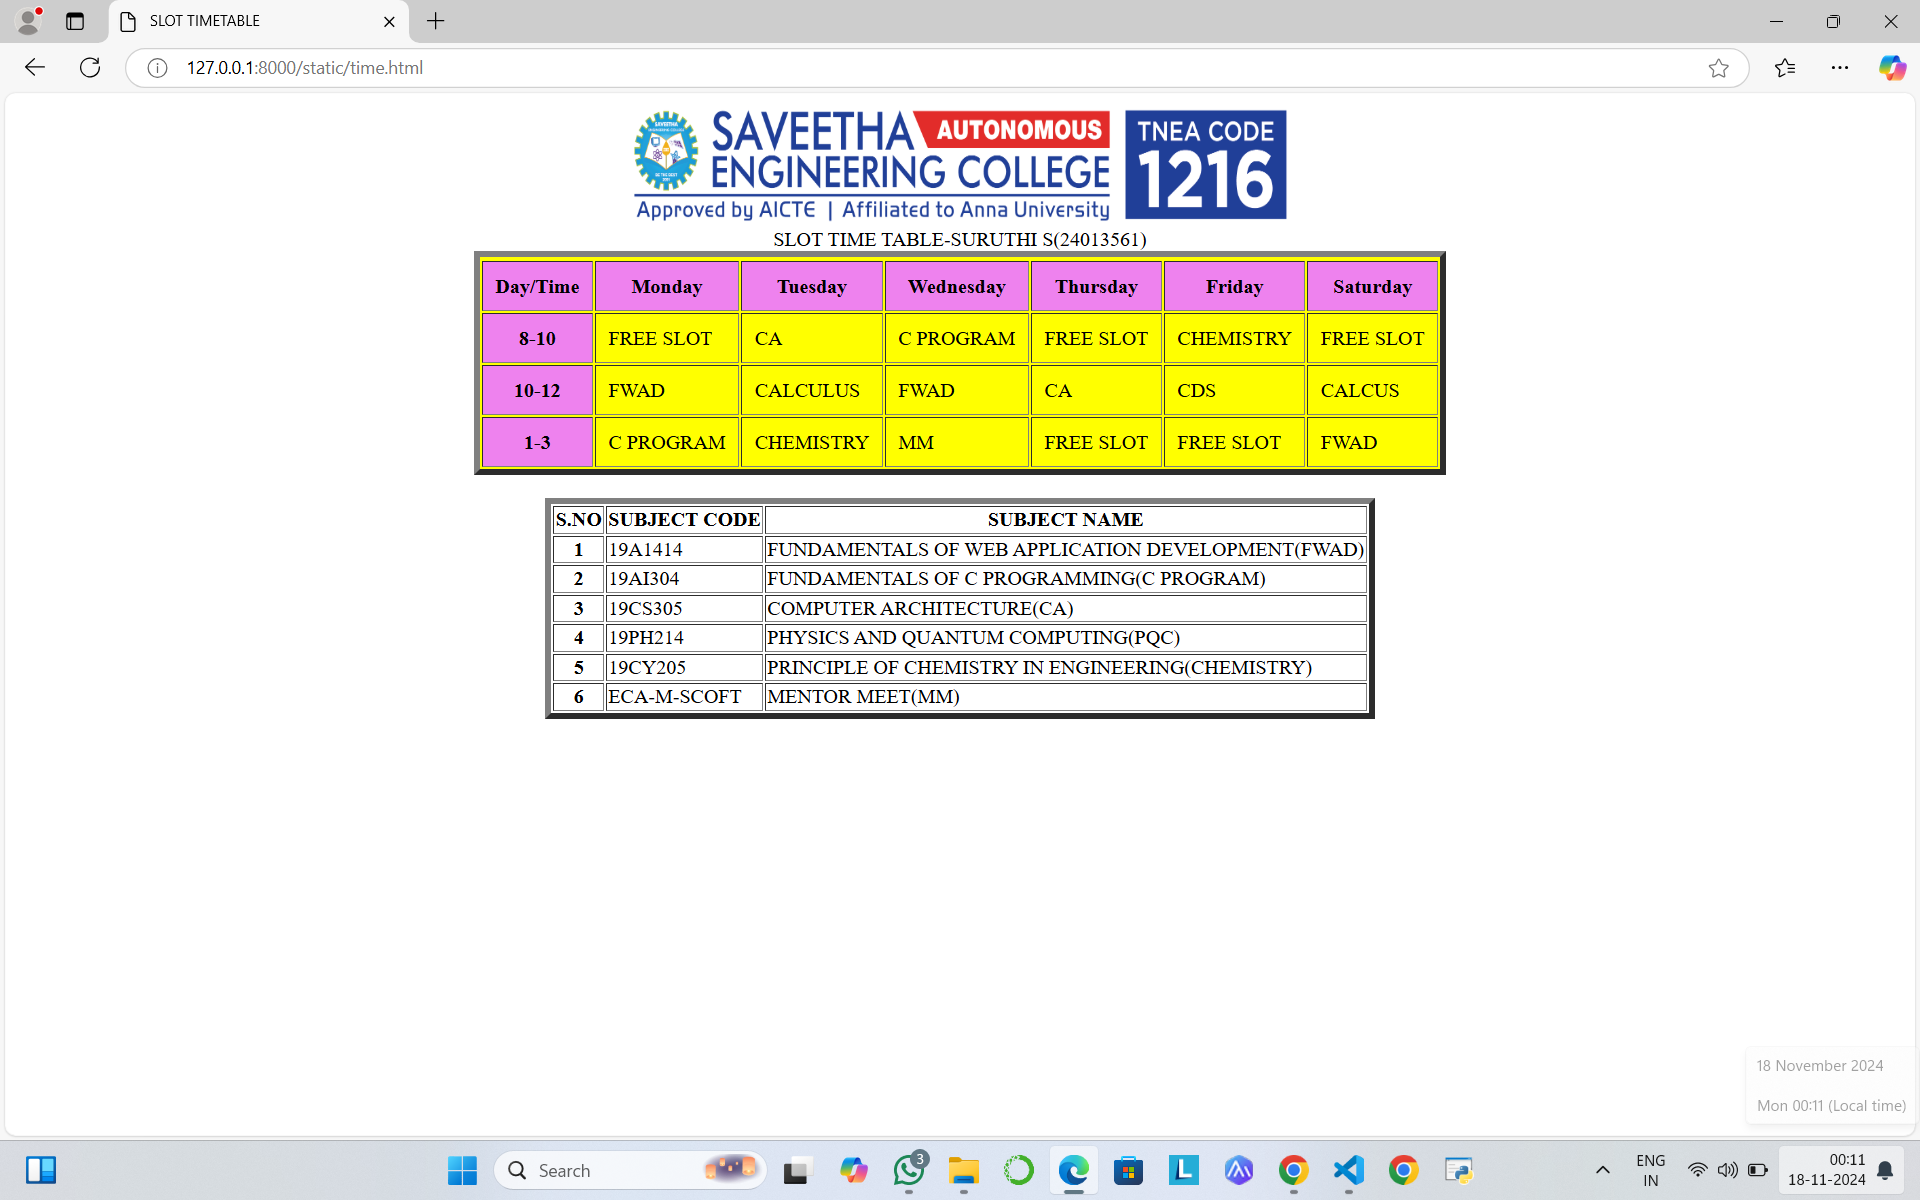 SLOT TIMETABLE
127.0.0.1:8000/static/time.html
SAVEETHA AUTONOMOUS
ENGINEERING COLLEGE
Approved by AICTE | Affiliated to Anna University
TNEA CODE
1216
SLOT TIME TABLE-SURUTHI S(24013561)
Day/Time Monday Tuesday Wednesday Thursday Friday Saturday
8-10 FREE SLOT CA C PROGRAM FREE SLOT CHEMISTRY FREE SLOT
10-12 FWAD CALCULUS FWAD CA CDS CALCUS
1-3 C PROGRAM CHEMISTRY MM FREE SLOT FREE SLOT FWAD
S.NO SUBJECT CODE SUBJECT NAME
1 19A1414 FUNDAMENTALS OF WEB APPLICATION DEVELOPMENT(FWAD)
2 19AI304 FUNDAMENTALS OF C PROGRAMMING(C PROGRAM)
3 19CS305 COMPUTER ARCHITECTURE(CA)
4 19PH214 PHYSICS AND QUANTUM COMPUTING(PQC)
5 19CY205 PRINCIPLE OF CHEMISTRY IN ENGINEERING(CHEMISTRY)
6 ECA-M-SCOFT MENTOR MEET(MM)
18 November 2024
Mon 00:11 (Local time)
Search
3
L
ENG
IN
00:11
18-11-2024